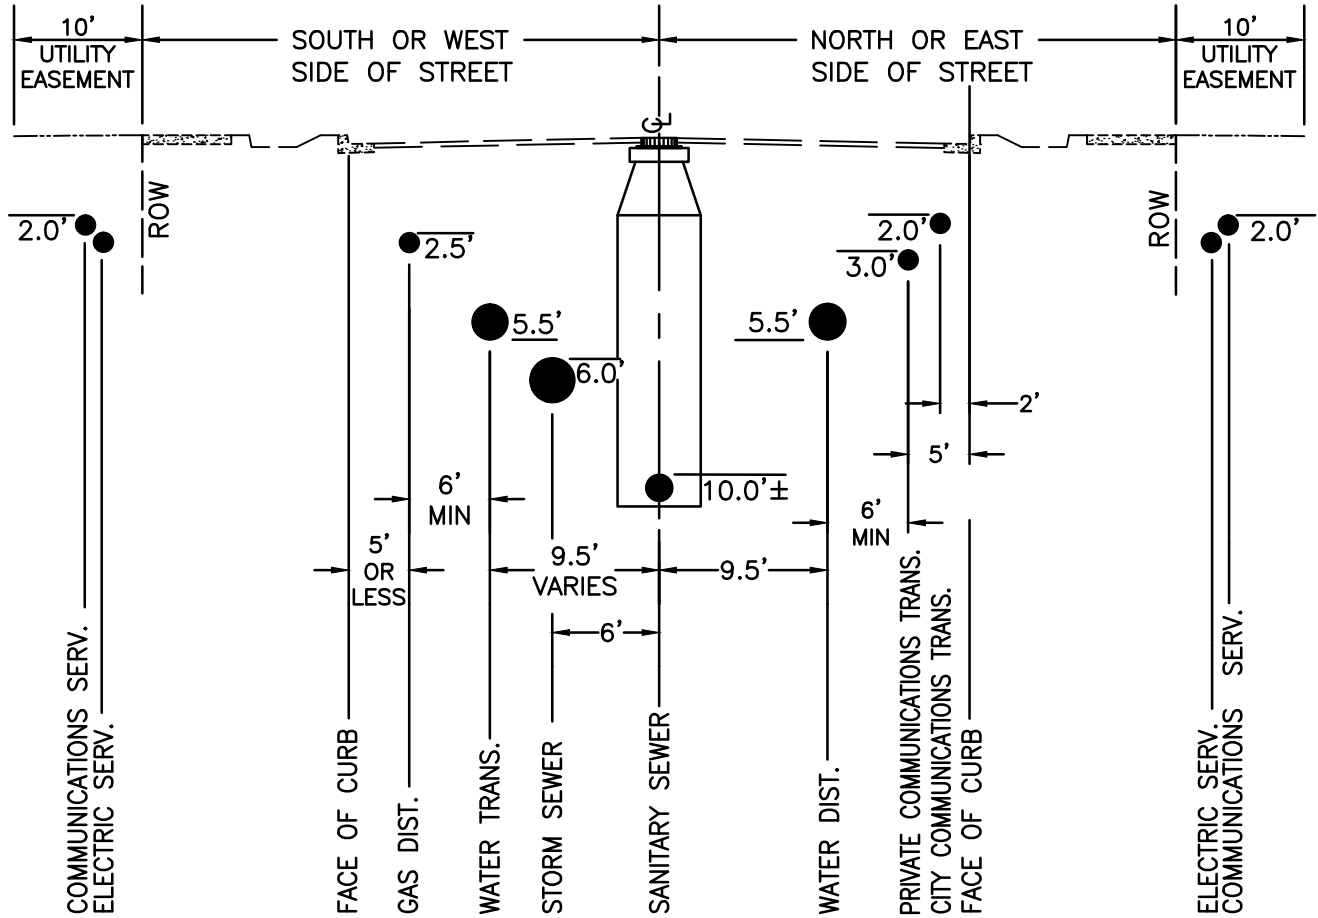 10'
UTILITY
EASEMENT
SOUTH OR WEST
SIDE OF STREET
NORTH OR EAST
SIDE OF STREET
10'
UTILITY
EASEMENT
CL
ROW
ROW
2.0'
2.5'
5.5'
6.0'
10.0'±
5.5'
3.0'
2.0'
2.0'
2'
5'
6'
MIN
6'
MIN
5'
OR
LESS
9.5'
VARIES
9.5'
6'
COMMUNICATIONS SERV.
ELECTRIC SERV.
FACE OF CURB
GAS DIST.
WATER TRANS.
STORM SEWER
SANITARY SEWER
WATER DIST.
PRIVATE COMMUNICATIONS TRANS.
CITY COMMUNICATIONS TRANS.
FACE OF CURB
ELECTRIC SERV.
COMMUNICATIONS SERV.